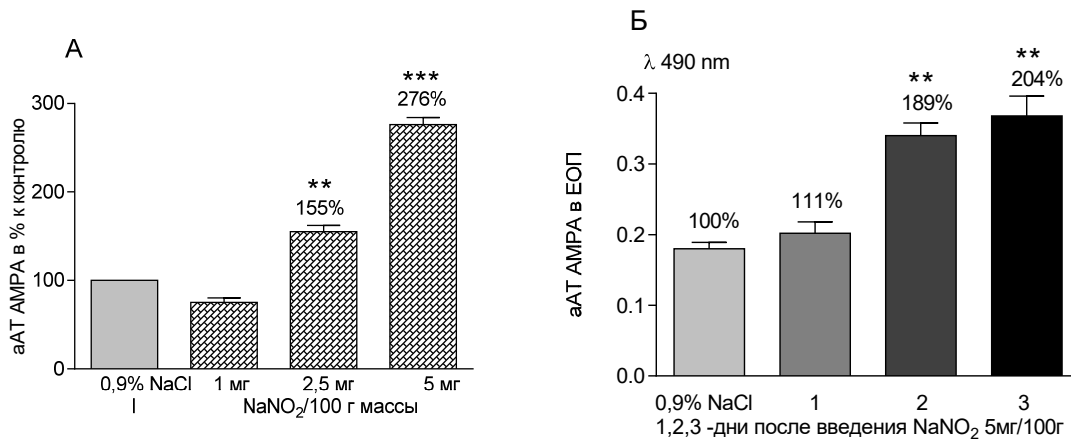 А
аАТ АМРА в % к контролю
300
200
100
0
***
276%
**
155%
0,9% NaCl
1 мг
2,5 мг
5 мг
I
NaNO2/100 г массы
Б
λ 490 nm
аАТ АМРА в ЕОП
0.4
0.3
0.2
0.1
0.0
100%
111%
**
189%
**
204%
0,9% NaCl
1
2
3
1,2,3 -дни после введения NaNO2 5мг/100г